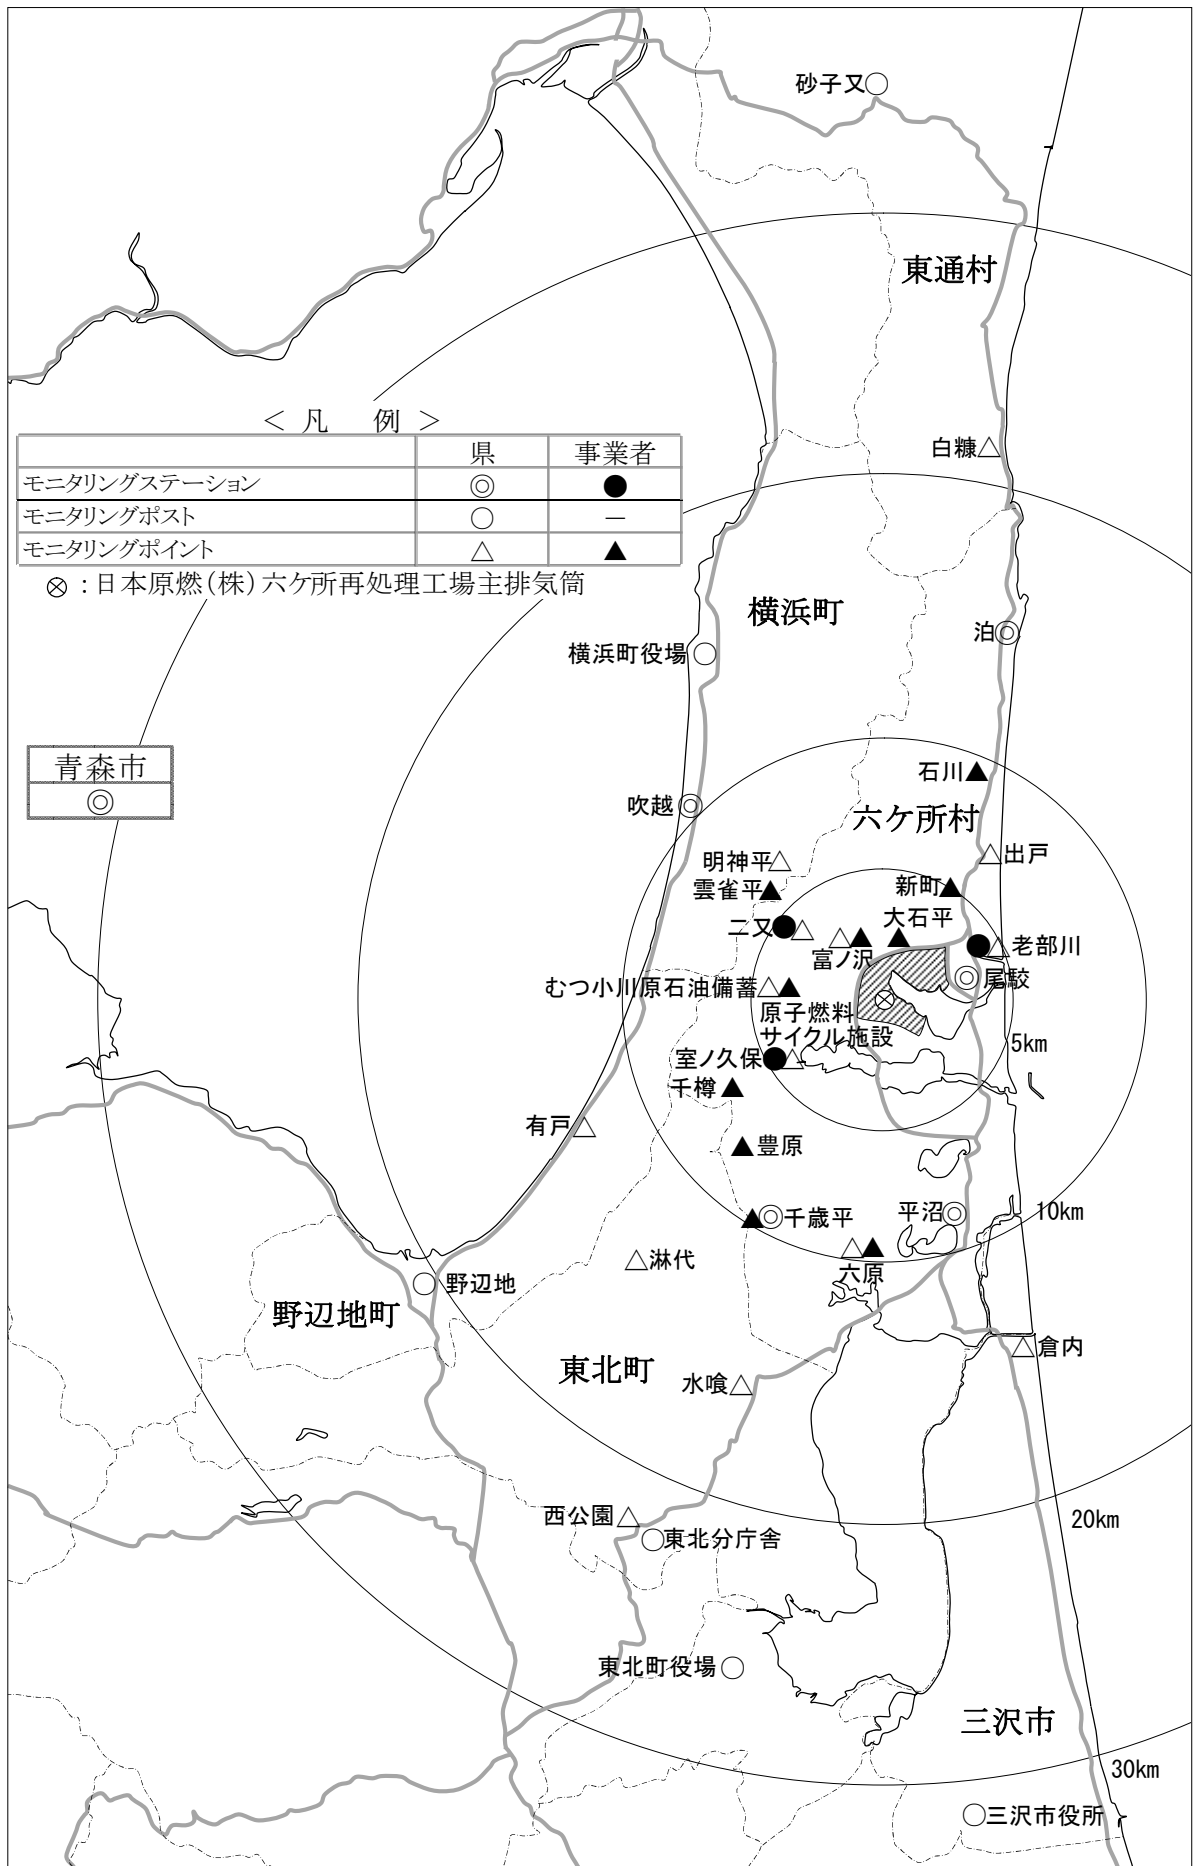 砂子又
東通村
＜ 凡　例 ＞
県 事業者
白糠
モニタリングステーション ◎ ●
モニタリングポスト ○ －
モニタリングポイント △ ▲
⊗ : 日本原燃(株)六ケ所再処理工場主排気筒
横浜町
泊
横浜町役場
青森市
◎
石川
吹越
六ケ所村
明神平
出戸
雲雀平
新町
二又
大石平
老部川
富ノ沢
尾駮
むつ小川原石油備蓄
原子燃料
サイクル施設
5km
室ノ久保
千樽
有戸
豊原
千歳平
平沼
10km
淋代
六原
野辺地
野辺地町
倉内
東北町
水喰
西公園
20km
東北分庁舎
東北町役場
三沢市
30km
三沢市役所